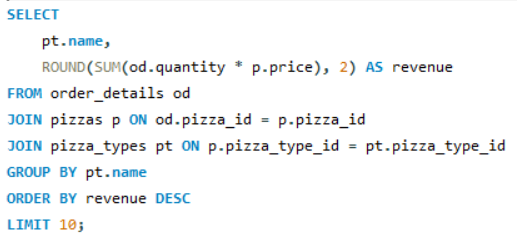 SELECT
    pt.name,
    ROUND(SUM(od.quantity * p.price), 2) AS revenue
FROM order_details od
JOIN pizzas p ON od.pizza_id = p.pizza_id
JOIN pizza_types pt ON p.pizza_type_id = pt.pizza_type_id
GROUP BY pt.name
ORDER BY revenue DESC
LIMIT 10;